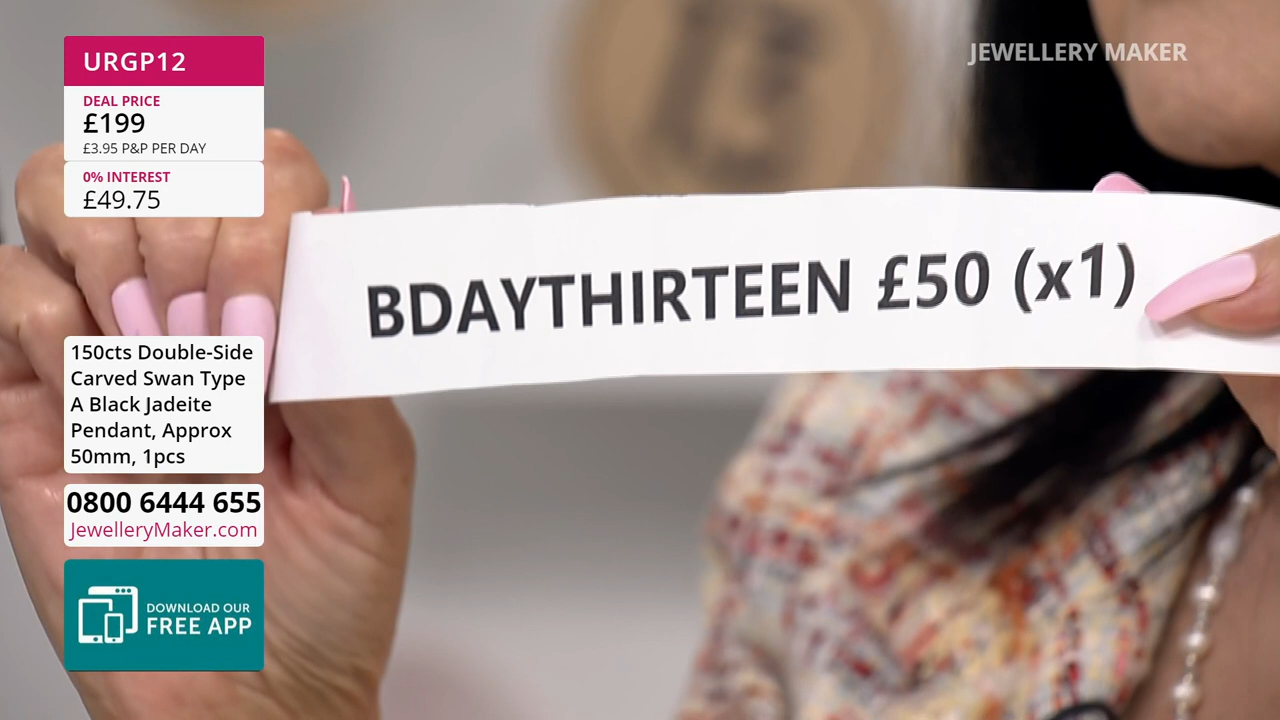 URGP12
DEAL PRICE
£199
£3.95 P&P PER DAY
0% INTEREST
£49.75
JEWELLERY MAKER
BDAYTHIRTEEN £50 (x1)
150cts Double-Side
Carved Swan Type
A Black Jadeite
Pendant, Approx
50mm, 1pcs
0800 6444 655
JewelleryMaker.com
DOWNLOAD OUR
FREE APP